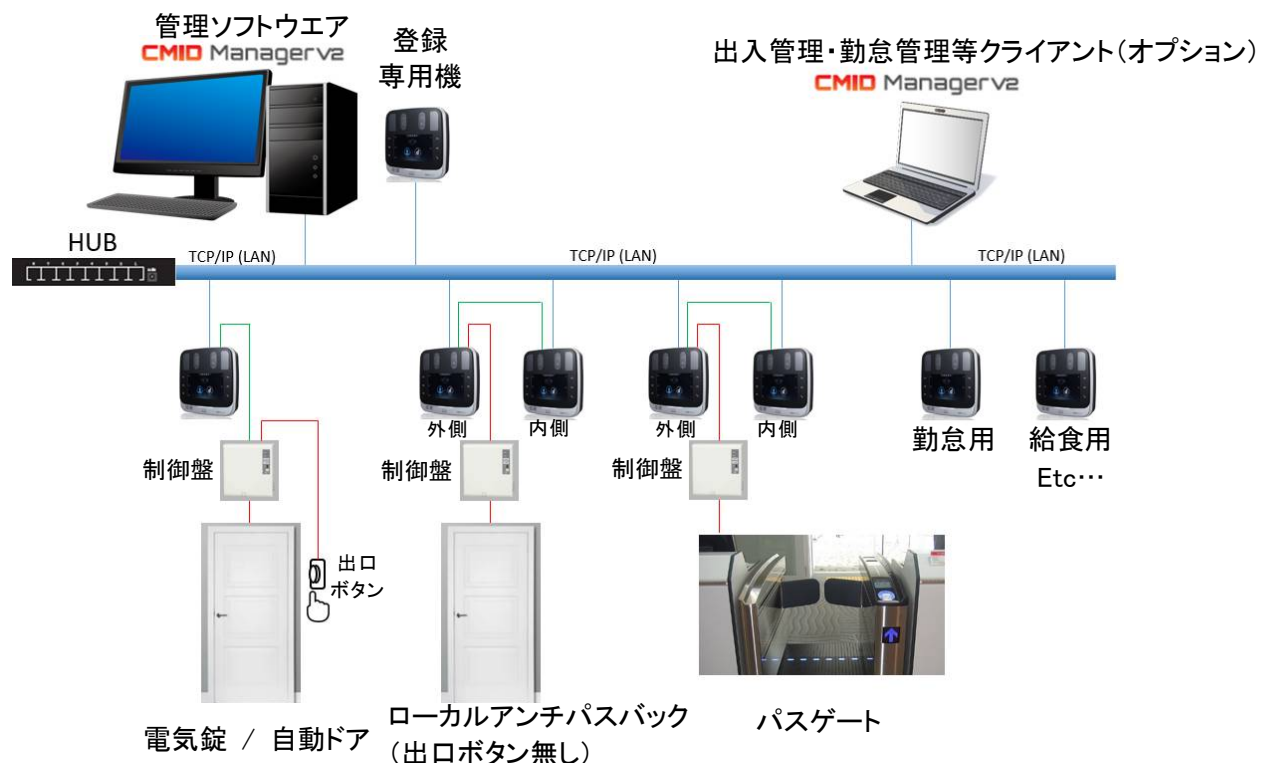 管理ソフトウエア
CMID Managerv2
登録
専用機
出入管理・勤怠管理等クライアント（オプション）
CMID Managerv2
HUB
TCP/IP (LAN)
TCP/IP (LAN)
TCP/IP (LAN)
外側
内側
外側
内側
勤怠用
給食用
Etc…
制御盤
制御盤
制御盤
出口
ボタン
電気錠 / 自動ドア
ローカルアンチパスバック
（出口ボタン無し）
パスゲート